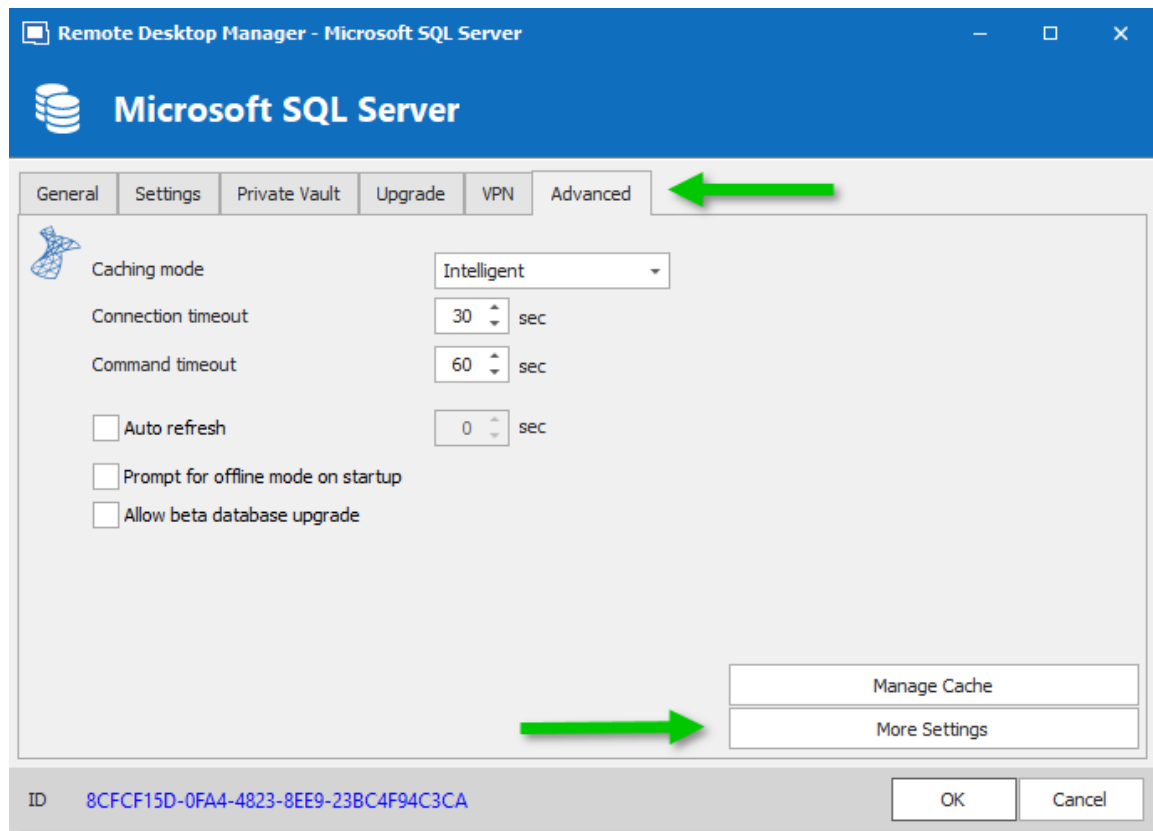 Remote Desktop Manager - Microsoft SQL Server
Microsoft SQL Server
General Settings Private Vault Upgrade VPN Advanced
Caching mode Intelligent
Connection timeout 30 sec
Command timeout 60 sec
Auto refresh 0 sec
Prompt for offline mode on startup
Allow beta database upgrade
Manage Cache
More Settings
ID 8CFCF15D-0FA4-4823-8EE9-23BC4F94C3CA OK Cancel